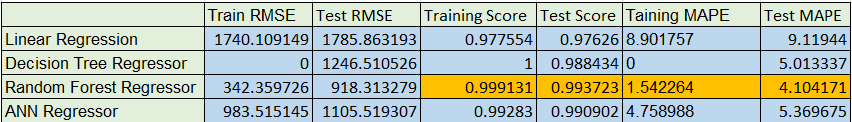 Train RMSE Test RMSE Training Score Test Score Taining MAPE Test MAPE
Linear Regression 1740.109149 1785.863193 0.977554 0.97626 8.901757 9.11944
Decision Tree Regressor 0 1246.510526 1 0.988434 0 5.013337
Random Forest Regressor 342.359726 918.313279 0.999131 0.993723 1.542264 4.104171
ANN Regressor 983.515145 1105.519307 0.99283 0.990902 4.758988 5.369675